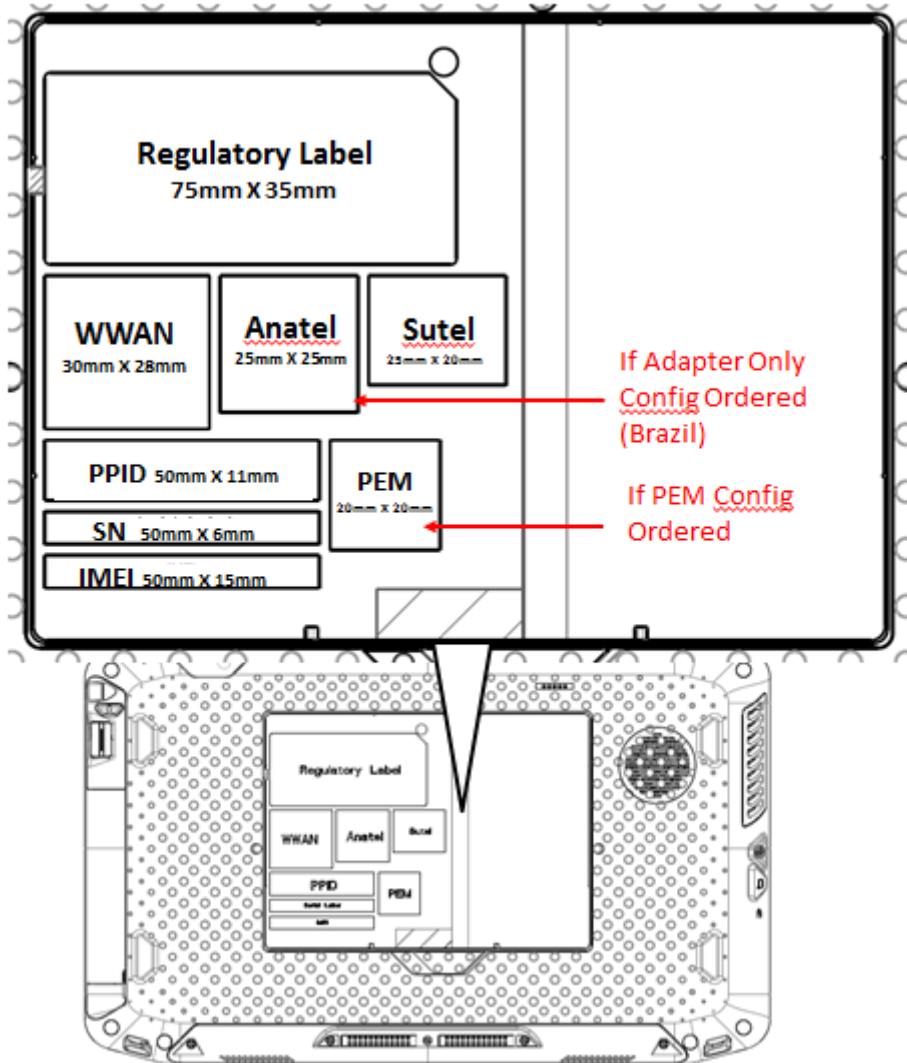 Regulatory Label
75mm X 35mm
WWAN
30mm X 28mm
Anatel
25mm X 25mm
Sutel
25mm X 20mm
If Adapter Only
Config Ordered
(Brazil)
PPID 50mm X 11mm
PEM
20mm X 20mm
If PEM Config
Ordered
SN 50mm X 6mm
IMEI 50mm X 15mm
Regulatory Label
WWAN
Anatel
Sutel
PPID
PEM
Serial Label